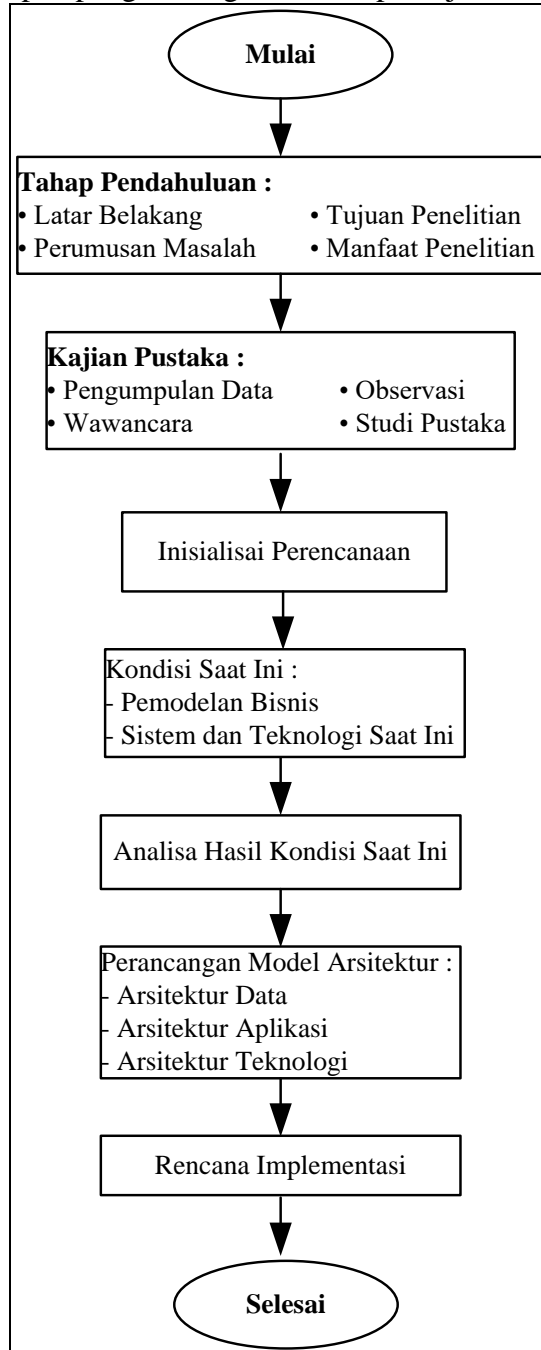 Mulai
Tahap Pendahuluan :
• Latar Belakang • Tujuan Penelitian
• Perumusan Masalah • Manfaat Penelitian
Kajian Pustaka :
• Pengumpulan Data • Observasi
• Wawancara • Studi Pustaka
Inisialisai Perencanaan
Kondisi Saat Ini :
- Pemodelan Bisnis
- Sistem dan Teknologi Saat Ini
Analisa Hasil Kondisi Saat Ini
Perancangan Model Arsitektur :
- Arsitektur Data
- Arsitektur Aplikasi
- Arsitektur Teknologi
Rencana Implementasi
Selesai